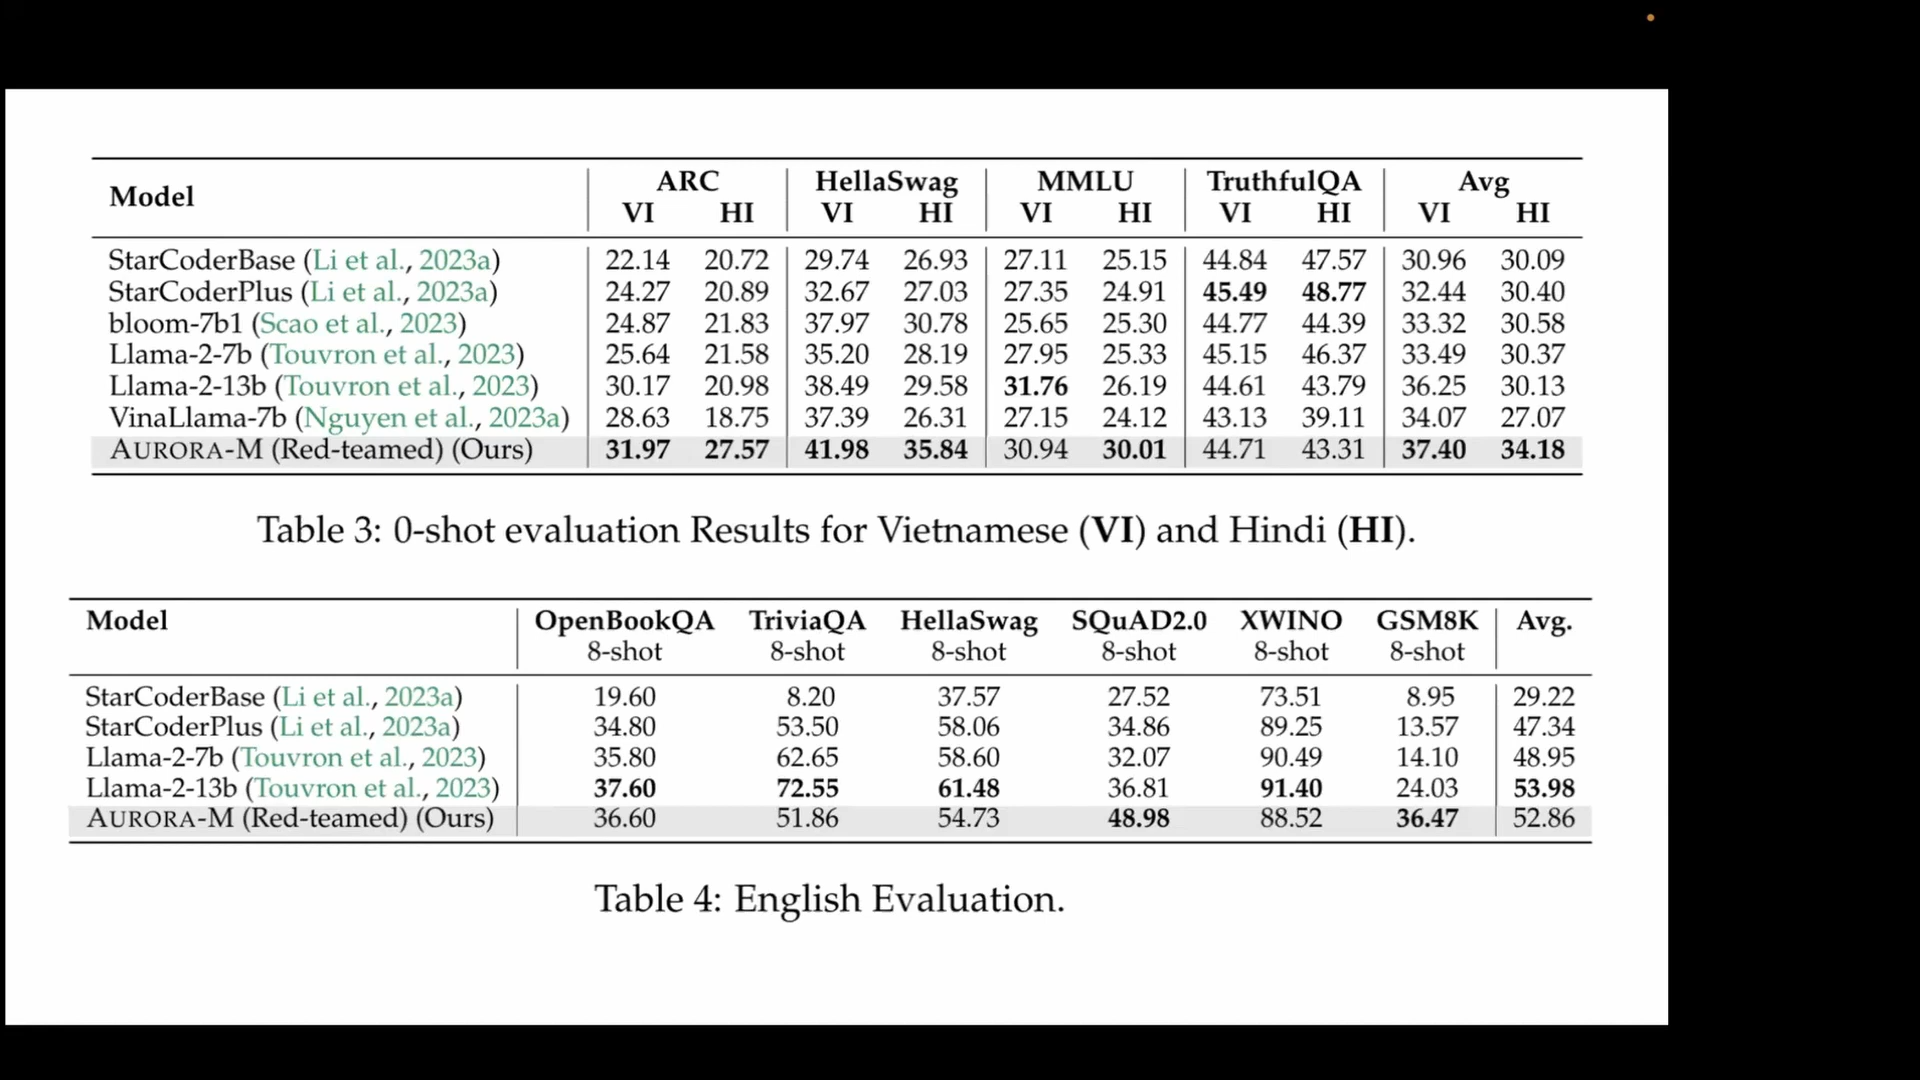 Model ARC HellaSwag MMLU TruthfulQA Avg
VI HI VI HI VI HI VI HI VI HI
StarCoderBase (Li et al., 2023a) 22.14 20.72 29.74 26.93 27.11 25.15 44.84 47.57 30.96 30.09
StarCoderPlus (Li et al., 2023a) 24.27 20.89 32.67 27.03 27.35 24.91 45.49 48.77 32.44 30.40
bloom-7b1 (Scao et al., 2023) 24.87 21.83 37.97 30.78 25.65 25.30 44.77 44.39 33.32 30.58
Llama-2-7b (Touvron et al., 2023) 25.64 21.58 35.20 28.19 27.95 25.33 45.15 46.37 33.49 30.37
Llama-2-13b (Touvron et al., 2023) 30.17 20.98 38.49 29.58 31.76 26.19 44.61 43.79 36.25 30.13
VinaLlama-7b (Nguyen et al., 2023a) 28.63 18.75 37.39 26.31 27.15 24.12 43.13 39.11 34.07 27.07
AURORA-M (Red-teamed) (Ours) 31.97 27.57 41.98 35.84 30.94 30.01 44.71 43.31 37.40 34.18
Table 3: 0-shot evaluation Results for Vietnamese (VI) and Hindi (HI).
Model OpenBookQA TriviaQA HellaSwag SQuAD2.0 XWINO GSM8K Avg.
8-shot 8-shot 8-shot 8-shot 8-shot 8-shot
StarCoderBase (Li et al., 2023a) 19.60 8.20 37.57 27.52 73.51 8.95 29.22
StarCoderPlus (Li et al., 2023a) 34.80 53.50 58.06 34.86 89.25 13.57 47.34
Llama-2-7b (Touvron et al., 2023) 35.80 62.65 58.60 32.07 90.49 14.10 48.95
Llama-2-13b (Touvron et al., 2023) 37.60 72.55 61.48 36.81 91.40 24.03 53.98
AURORA-M (Red-teamed) (Ours) 36.60 51.86 54.73 48.98 88.52 36.47 52.86
Table 4: English Evaluation.